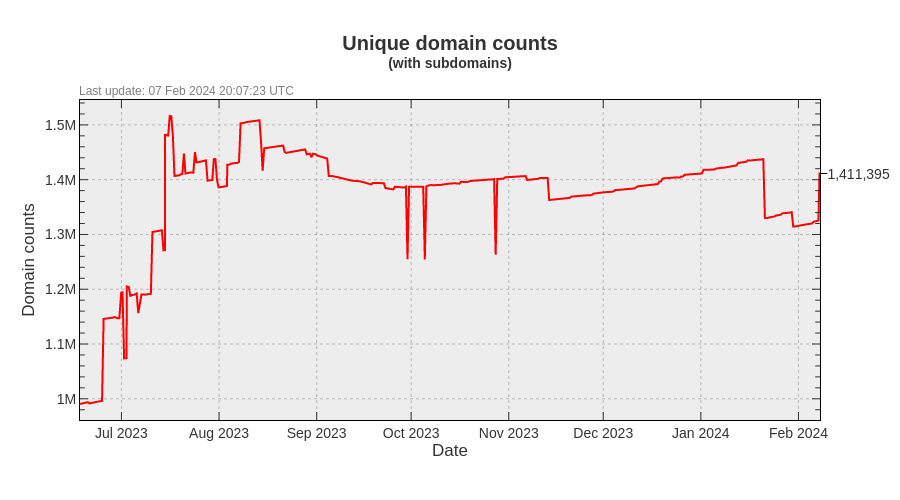 Unique domain counts
(with subdomains)
Last update: 07 Feb 2024 20:07:23 UTC
1.5M
1.4M
1,411,395
1.3M
1.2M
1.1M
1M
Domain counts
Jul 2023 Aug 2023 Sep 2023 Oct 2023 Nov 2023 Dec 2023 Jan 2024 Feb 2024
Date